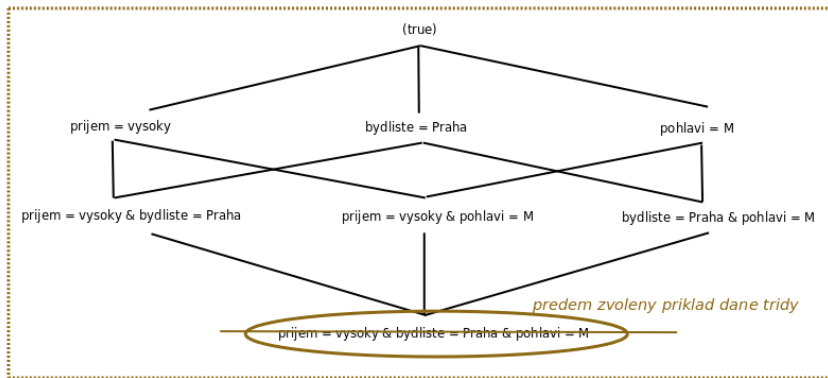 (true)
prijem = vysoky
bydliste = Praha
pohlavi = M
prijem = vysoky & bydliste = Praha
prijem = vysoky & pohlavi = M
bydliste = Praha & pohlavi = M
predem zvoleny priklad dane tridy
prijem = vysoky & bydliste = Praha & pohlavi = M